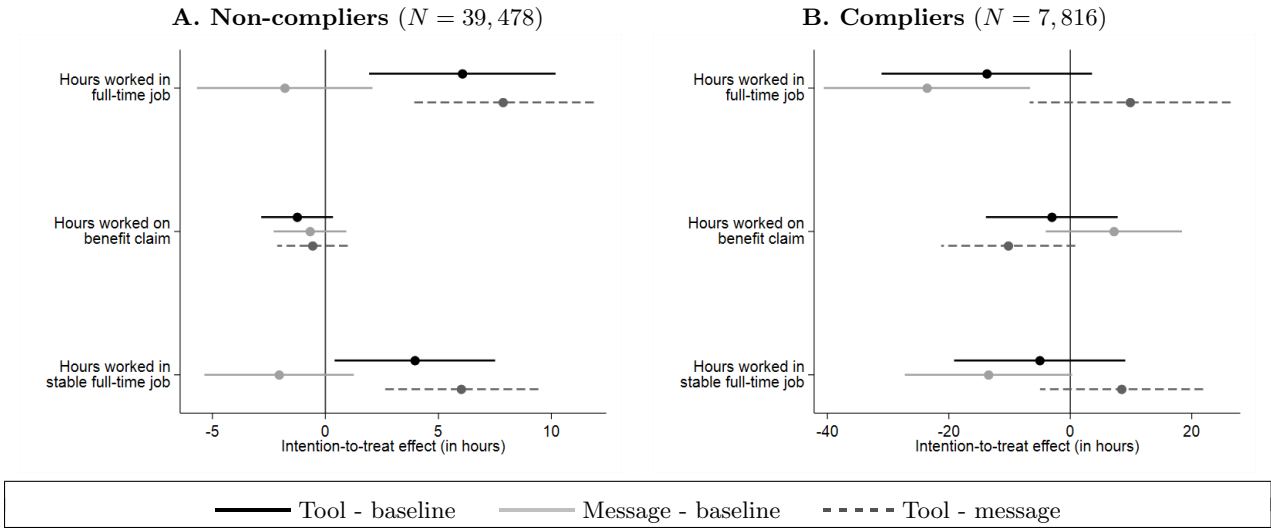 A. Non-compliers (N = 39,478)
Hours worked in
full-time job
Hours worked on
benefit claim
Hours worked in
stable full-time job
-5 0 5 10
Intention-to-treat effect (in hours)
B. Compliers (N = 7,816)
Hours worked in
full-time job
Hours worked on
benefit claim
Hours worked in
stable full-time job
-40 -20 0 20
Intention-to-treat effect (in hours)
Tool - baseline Message - baseline Tool - message